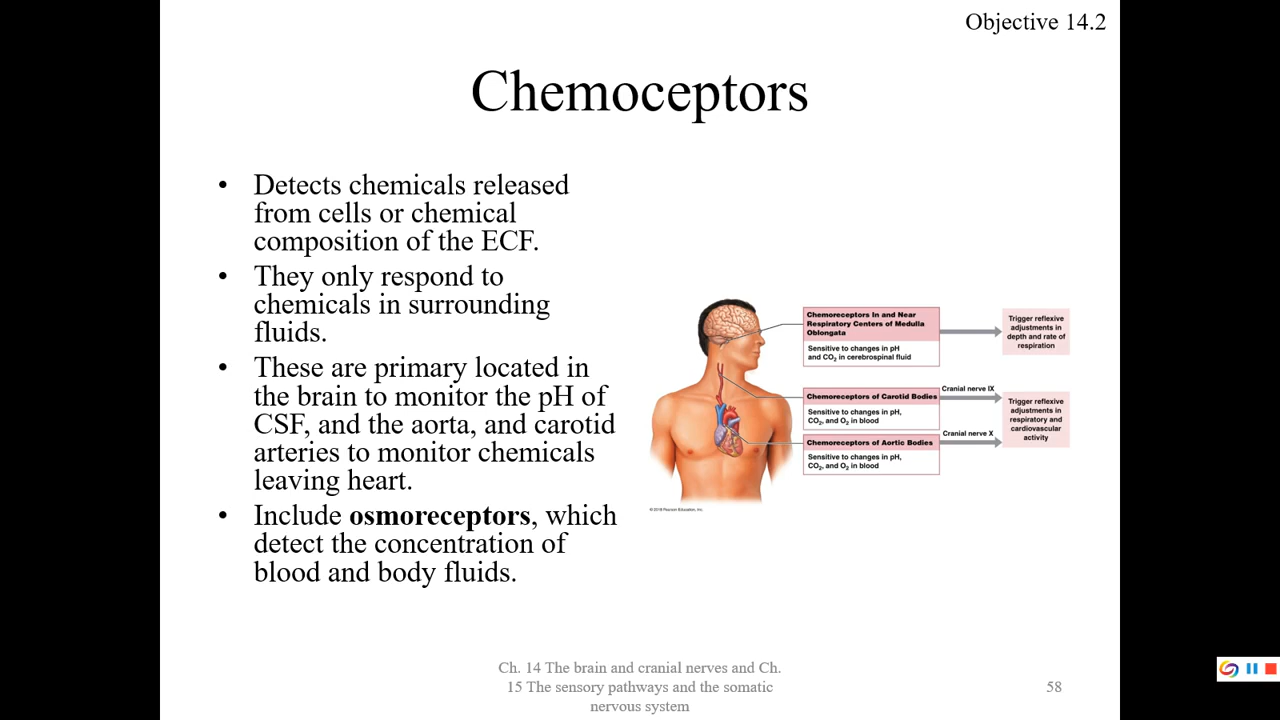 Objective 14.2
Chemoceptors
• Detects chemicals released
from cells or chemical
composition of the ECF.
• They only respond to
chemicals in surrounding
fluids.
• These are primary located in
the brain to monitor the pH of
CSF, and the aorta, and carotid
arteries to monitor chemicals
leaving heart.
• Include osmoreceptors, which
detect the concentration of
blood and body fluids.
Chemoreceptors In and Near
Respiratory Centers of Medulla
Oblongata
Sensitive to changes in pH
and CO₂ in cerebrospinal fluid
Trigger reflexive
adjustments in
depth and rate of
respiration
Chemoreceptors of Carotid Bodies
Sensitive to changes in pH,
CO₂, and O₂ in blood
Cranial nerve IX
Chemoreceptors of Aortic Bodies
Sensitive to changes in pH,
CO₂, and O₂ in blood
Cranial nerve X
Trigger reflexive
adjustments in
respiratory and
cardiovascular
activity
© 2018 Pearson Education, Inc.
Ch. 14 The brain and cranial nerves and Ch.
15 The sensory pathways and the somatic
nervous system
58